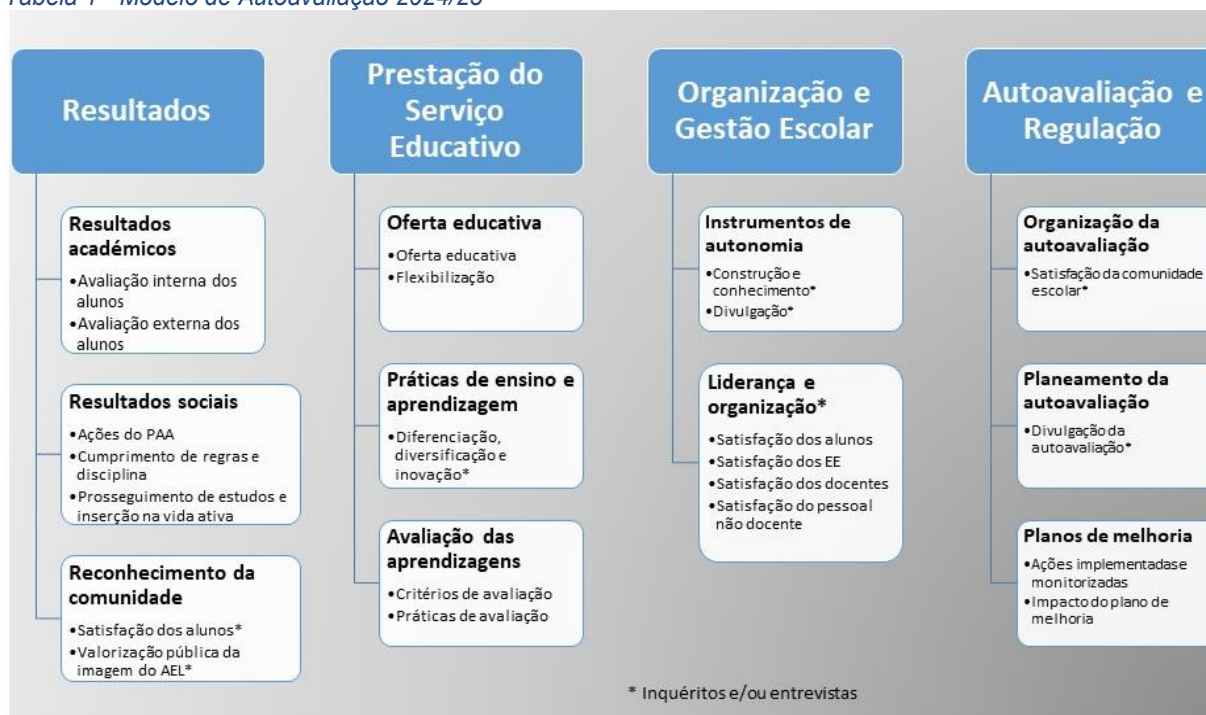 Tabela 1 - Modelo de Autoavaliação 2024/25
Resultados
Resultados
académicos
•Avaliação interna dos
alunos
•Avaliação externa dos
alunos
Resultados sociais
•Ações do PAA
•Cumprimento de regras e
disciplina
•Prosseguimento de estudos e
inserção na vida ativa
Reconhecimento da
comunidade
•Satisfação dos alunos*
•Valorização pública da
imagem do AEL*
Prestação do
Serviço
Educativo
Oferta educativa
•Oferta educativa
•Flexibilização
Práticas de ensino e
aprendizagem
•Diferenciação,
diversificação e
inovação*
Avaliação das
aprendizagens
•Critérios de avaliação
•Práticas de avaliação
Organização e
Gestão Escolar
Instrumentos de
autonomia
•Construção e
conhecimento*
•Divulgação*
Liderança e
organização*
•Satisfação dos alunos
•Satisfação dos EE
•Satisfação dos docentes
•Satisfação do pessoal
não docente
Autoavaliação e
Regulação
Organização da
autoavaliação
•Satisfação da comunidade
escolar*
Planeamento da
autoavaliação
•Divulgação da
autoavaliação*
Planos de melhoria
•Ações implementadas e
monitorizadas
•Impacto do plano de
melhoria
* Inquéritos e/ou entrevistas